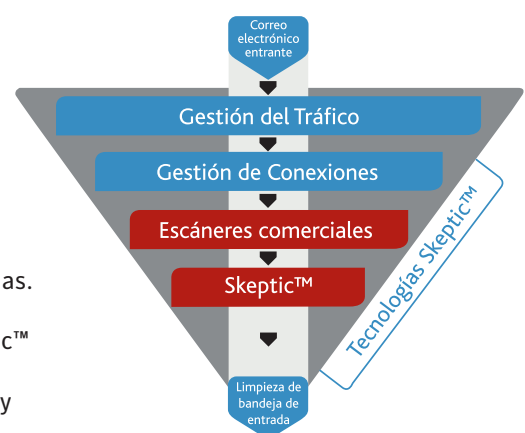 Correo
electrónico
entrante
Gestión del Tráfico
Gestión de Conexiones
Escáneres comerciales
Skeptic™
Tecnologías Skeptic™
as.
c™
y
Limpieza de
bandeja de
entrada